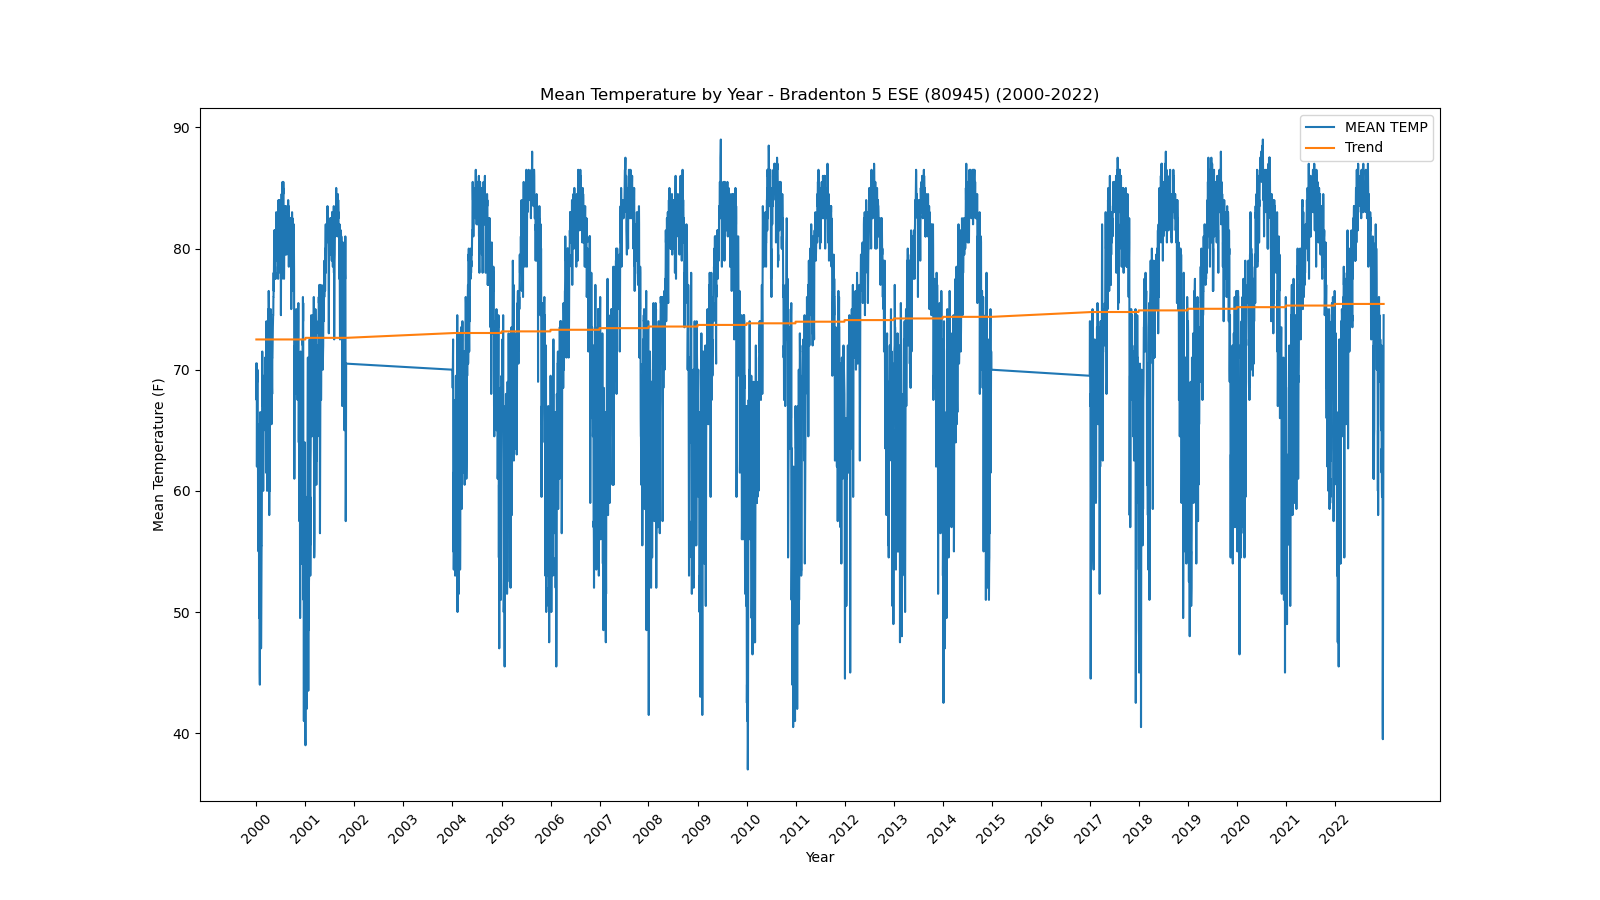 Mean Temperature by Year - Bradenton 5 ESE (80945) (2000-2022)
MEAN TEMP
Trend
Mean Temperature (F)
90
80
70
60
50
40
2000 2001 2002 2003 2004 2005 2006 2007 2008 2009 2010 2011 2012 2013 2014 2015 2016 2017 2018 2019 2020 2021 2022
Year